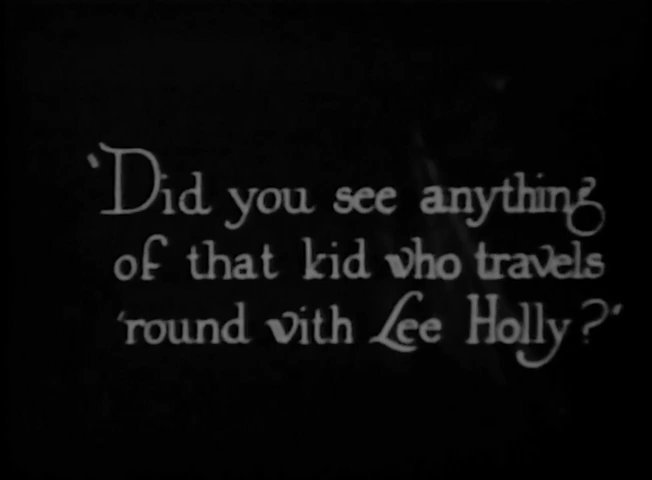 'Did you see anything
of that kid who travels
'round with Lee Holly?'